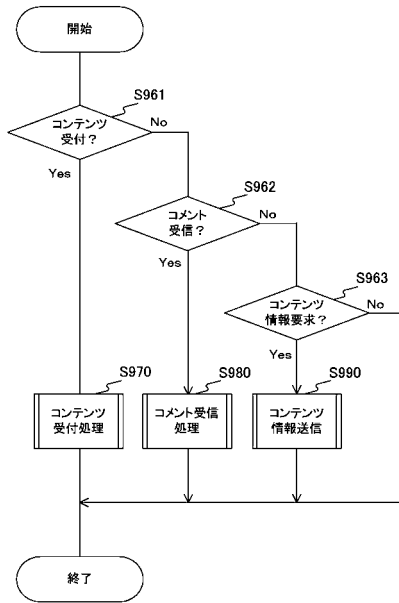 開始
S961
コンテンツ
受付？
No
Yes
S962
コメント
受信？
No
Yes
S963
コンテンツ
情報要求？
No
Yes
S970
コンテンツ
受付処理
S980
コメント受信
処理
S990
コンテンツ
情報送信
終了